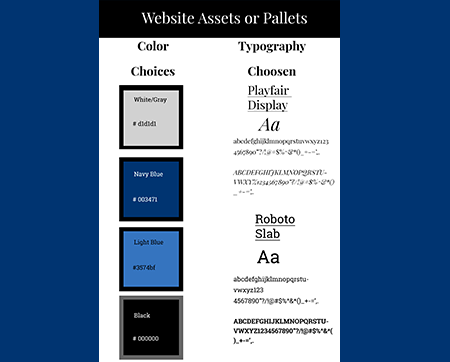 Website Assets or Pallets
Color
Choices
White/Gray
# d1d1d1
Navy Blue
# 003471
Light Blue
#3574bf
Black
# 000000
Typography
Choosen
Playfair
Display
Aa
abcdefghijklmnopqrstuvwxyz123
4567890"?/!@#$%^&*()_+-=",.
ABCDEFGHIJKLMNOPQRSTU-
VWXYZ1234567890"?/!@#$%^&*()
_+-=",.
Roboto
Slab
Aa
abcdefghijklmnopqrstu-
vwxyz123
4567890"?/!@#$%^&*()_+-=",.
ABCDEFGHIJKLMNOPQRSTU-
VWXYZ1234567890"?/!@#$%^&*()
_+-=",.